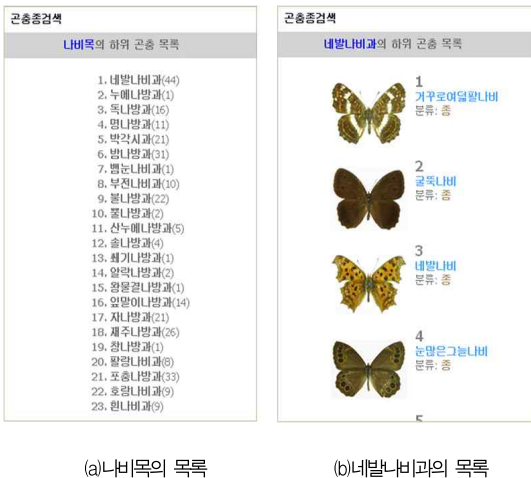 곤충종검색
나비목의 하위 곤충 목록
1. 네발나비과(44)
2. 누에나방과(1)
3. 독나방과(16)
4. 명나방과(11)
5. 박각시과(21)
6. 밤나방과(31)
7. 뱀눈나비과(1)
8. 부전나비과(10)
9. 불나방과(22)
10. 뿔나방과(2)
11. 산누에나방과(5)
12. 솔나방과(4)
13. 쐐기나방과(1)
14. 알락나방과(2)
15. 왕물결나방과(1)
16. 잎말이나방과(14)
17. 자나방과(21)
18. 재주나방과(26)
19. 창나방과(1)
20. 팔랑나비과(8)
21. 포충나방과(33)
22. 호랑나비과(9)
23. 흰나비과(9)
(a)나비목의 목록
곤충종검색
네발나비과의 하위 곤충 목록
1
거꾸로여덟팔나비
분류: 종
2
굴뚝나비
분류: 종
3
네발나비
분류: 종
4
눈많은그늘나비
분류: 종
5
(b)네발나비과의 목록